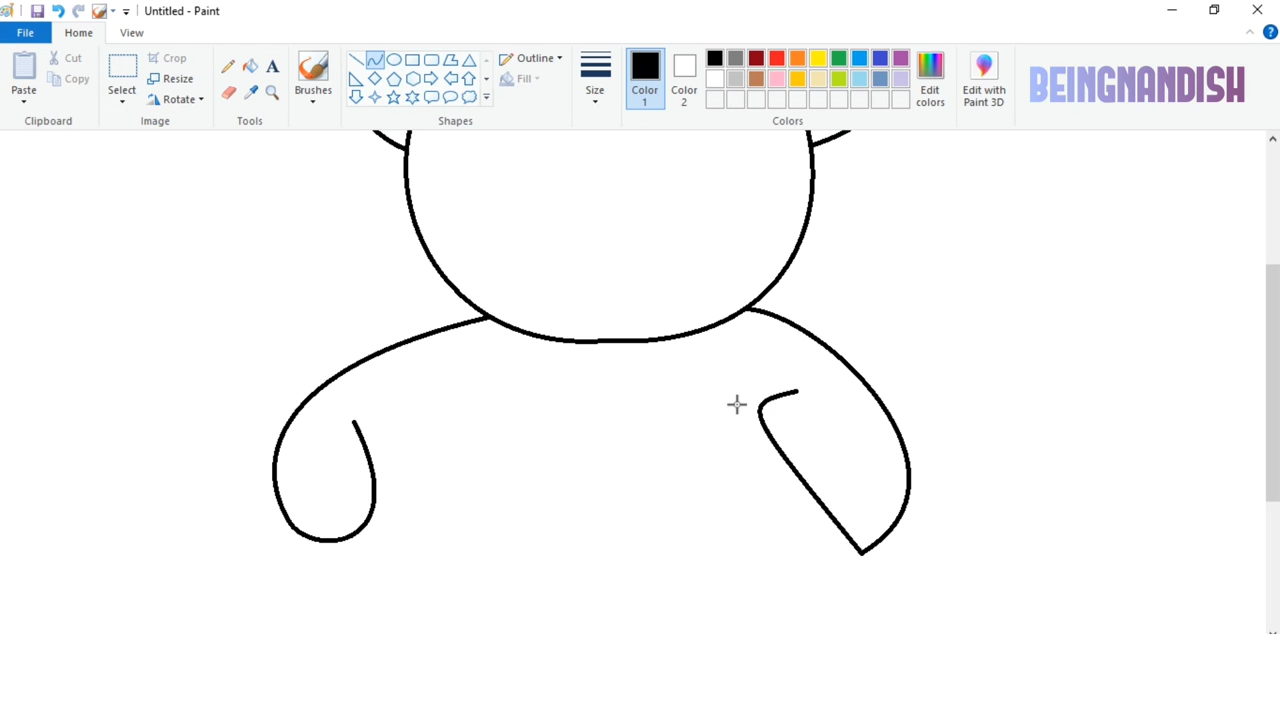 Untitled - Paint
File Home View
Paste
Cut
Copy
Clipboard
Select
Crop
Resize
Rotate
Image
A
Tools
Brushes
Outline
Fill
Shapes
Size
Color 1
Color 2
Edit colors
Colors
Edit with Paint 3D
BEINGNANDISH